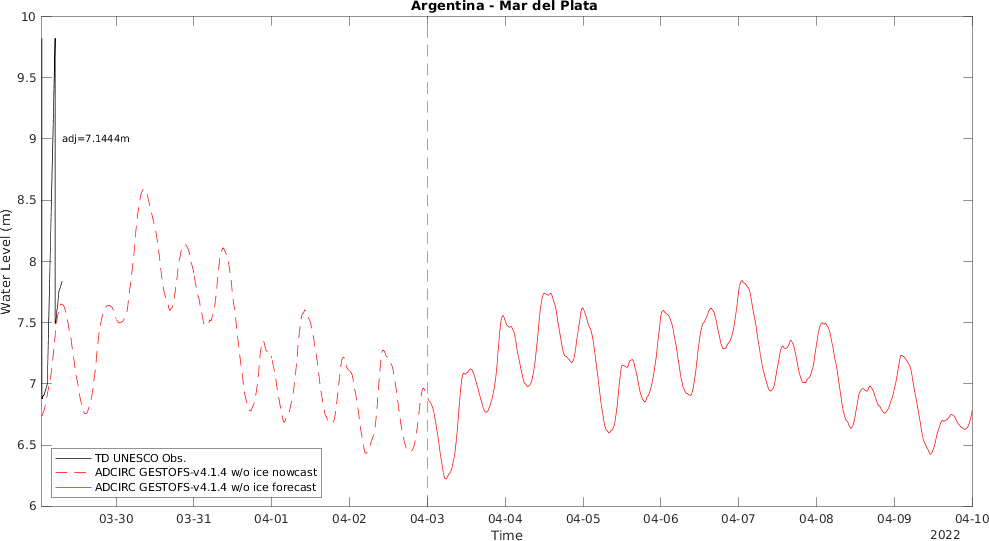 Argentina - Mar del Plata
10
9.5
9
8.5
8
7.5
7
6.5
6
Water Level (m)
adj=7.1444m
TD UNESCO Obs.
ADCIRC GESTOFS-v4.1.4 w/o ice nowcast
ADCIRC GESTOFS-v4.1.4 w/o ice forecast
03-30 03-31 04-01 04-02 04-03 04-04 04-05 04-06 04-07 04-08 04-09 04-10
Time
2022